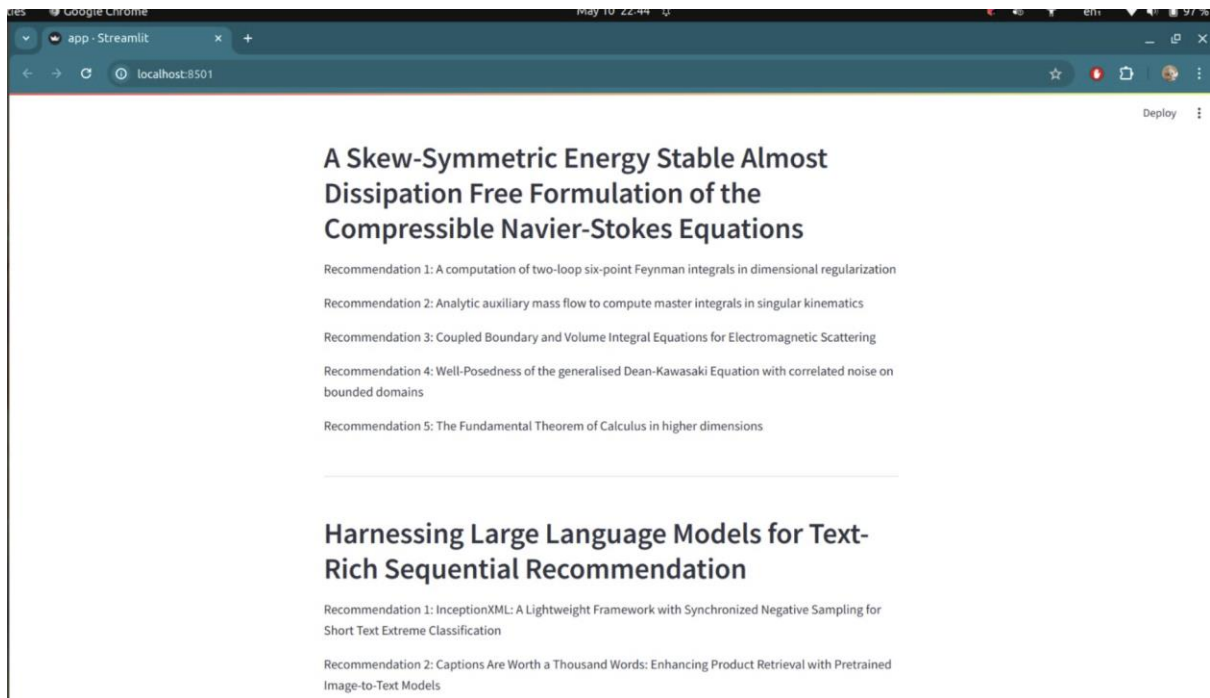 Google Chrome
May 10 22:44
en
97 %
app · Streamlit
localhost:8501
Deploy
A Skew-Symmetric Energy Stable Almost
Dissipation Free Formulation of the
Compressible Navier-Stokes Equations
Recommendation 1: A computation of two-loop six-point Feynman integrals in dimensional regularization
Recommendation 2: Analytic auxiliary mass flow to compute master integrals in singular kinematics
Recommendation 3: Coupled Boundary and Volume Integral Equations for Electromagnetic Scattering
Recommendation 4: Well-Posedness of the generalised Dean-Kawasaki Equation with correlated noise on
bounded domains
Recommendation 5: The Fundamental Theorem of Calculus in higher dimensions
Harnessing Large Language Models for Text-
Rich Sequential Recommendation
Recommendation 1: InceptionXML: A Lightweight Framework with Synchronized Negative Sampling for
Short Text Extreme Classification
Recommendation 2: Captions Are Worth a Thousand Words: Enhancing Product Retrieval with Pretrained
Image-to-Text Models